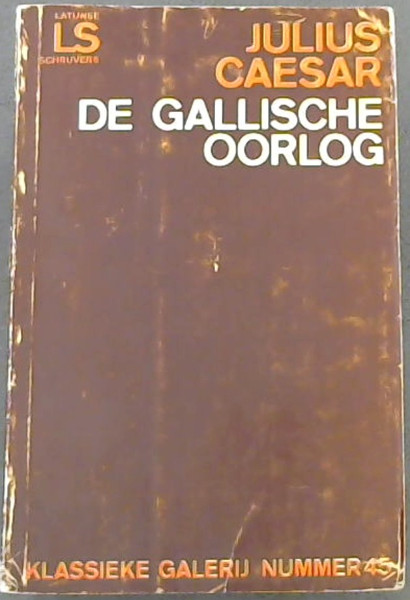 LATIJNSE
LS
SCHRIJVERS
JULIUS
CAESAR
DE GALLISCHE
OORLOG
KLASSIEKE GALERIJ NUMMER 45